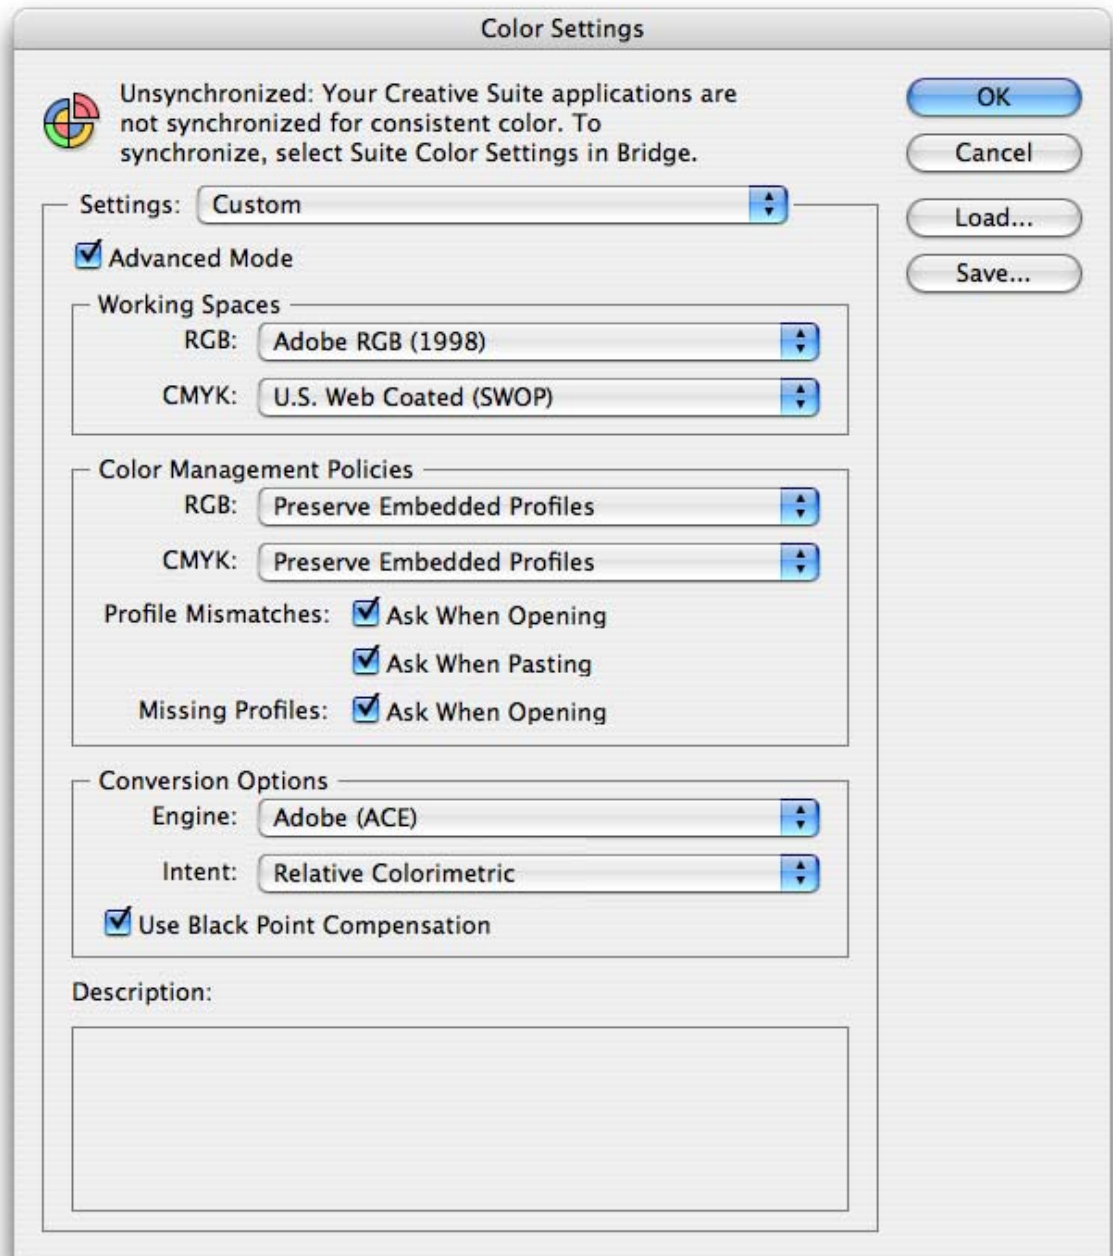 Color Settings
Unsynchronized: Your Creative Suite applications are
not synchronized for consistent color. To
synchronize, select Suite Color Settings in Bridge.
OK
Cancel
Load...
Save...
Settings: Custom
Advanced Mode
Working Spaces
RGB: Adobe RGB (1998)
CMYK: U.S. Web Coated (SWOP)
Color Management Policies
RGB: Preserve Embedded Profiles
CMYK: Preserve Embedded Profiles
Profile Mismatches: Ask When Opening
Ask When Pasting
Missing Profiles: Ask When Opening
Conversion Options
Engine: Adobe (ACE)
Intent: Relative Colorimetric
Use Black Point Compensation
Description: